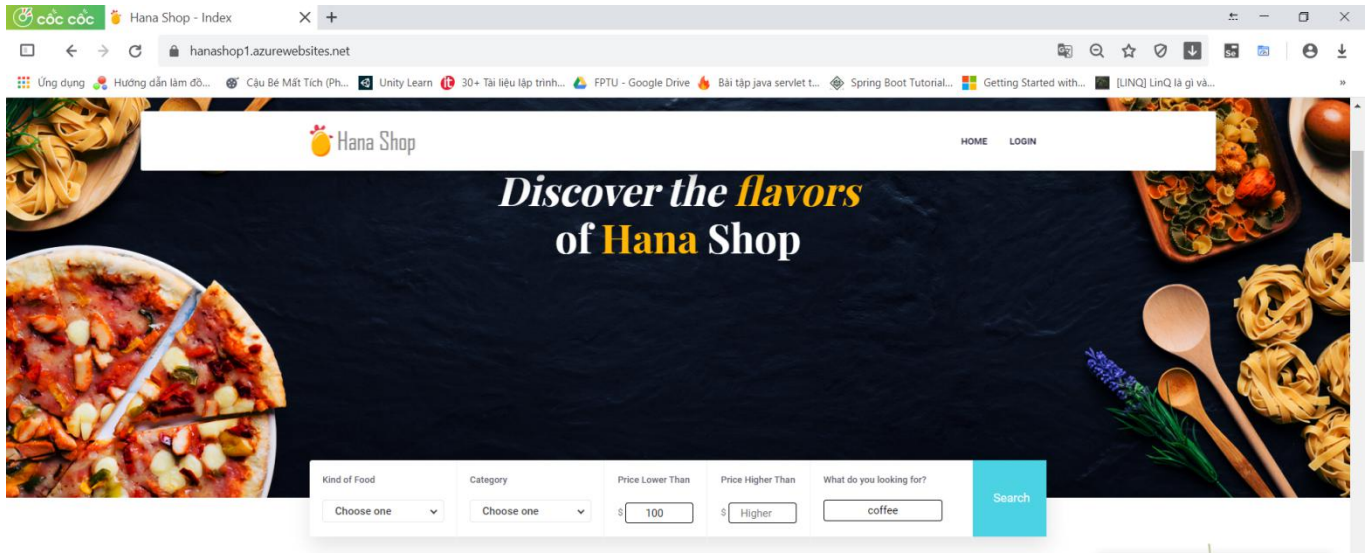 cốc cốc Hana Shop - Index
hanashop1.azurewebsites.net
Ứng dụng Hướng dẫn làm đồ... Cậu Bé Mất Tích (Ph... Unity Learn 30+ Tài liệu lập trình... FPTU - Google Drive Bài tập java servlet t... Spring Boot Tutorial... Getting Started with... [LINQ] LinQ là gì và... »
Hana Shop HOME LOGIN
Discover the flavors
of Hana Shop
Kind of Food Category Price Lower Than Price Higher Than What do you looking for?
Choose one Choose one $ 100 $ Higher coffee Search